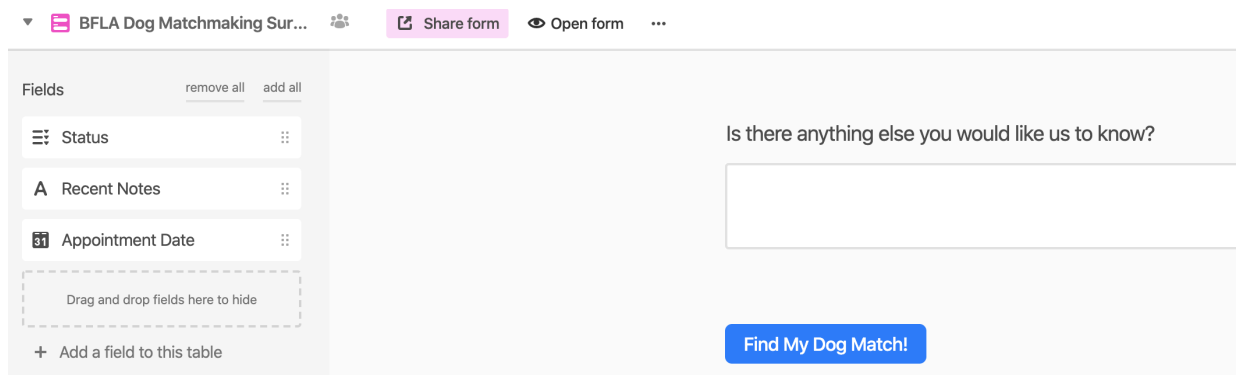 BFLA Dog Matchmaking Sur...
Share form
Open form
Fields
remove all
add all
Status
Recent Notes
31
Appointment Date
Drag and drop fields here to hide
+ Add a field to this table
Is there anything else you would like us to know?
Find My Dog Match!